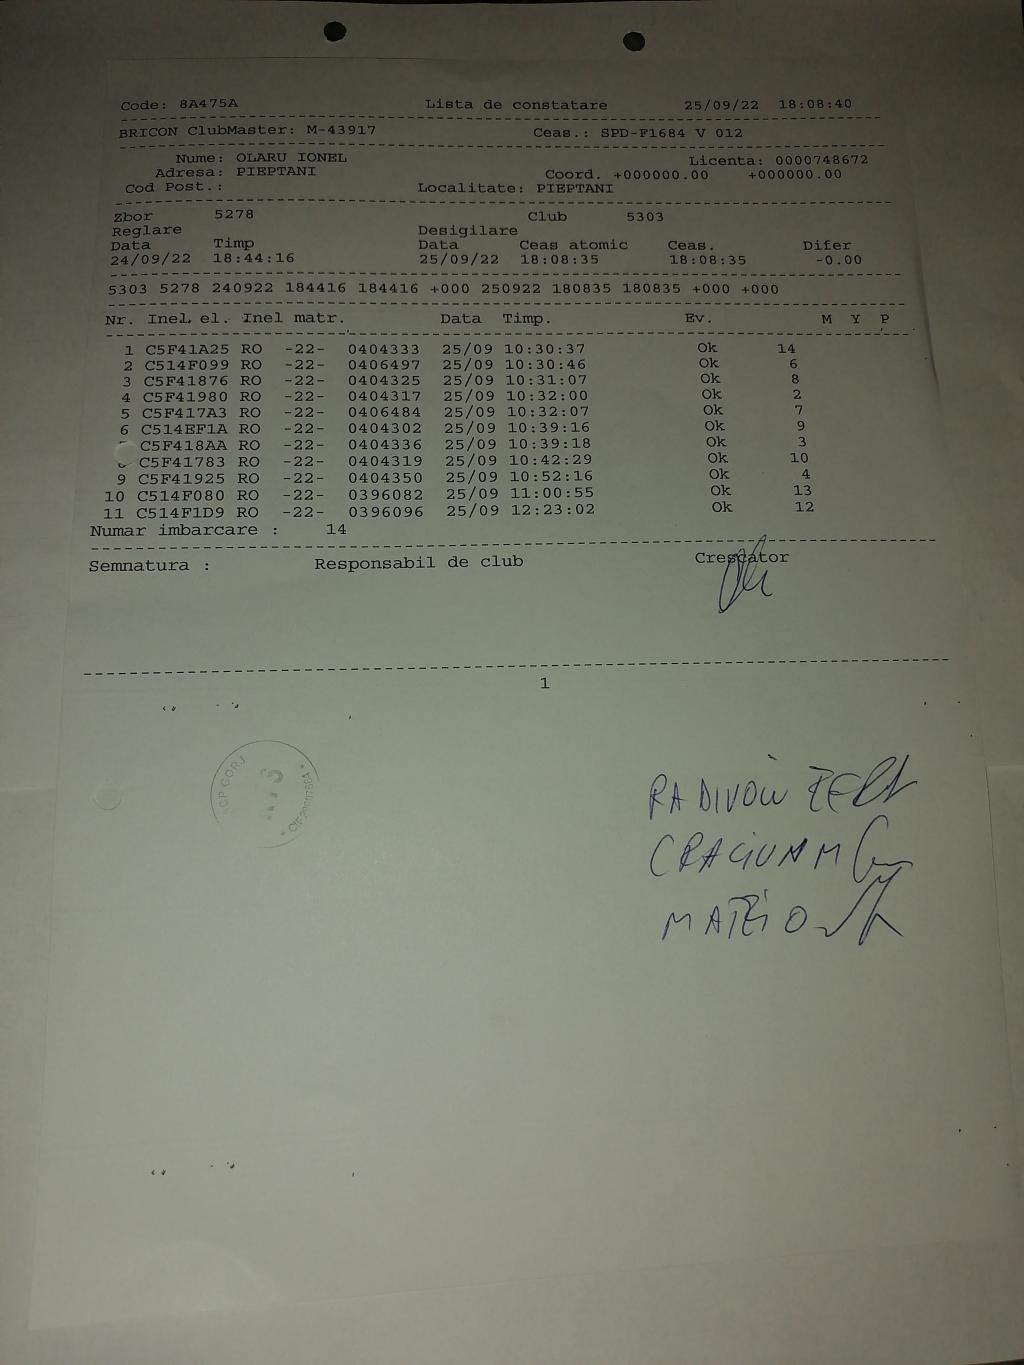 Code: 8A475A Lista de constatare 25/09/22 18:08:40
BRICON ClubMaster: M-43917 Ceas.: SPD-F1684 V 012
Nume: OLARU IONEL Licenta: 0000748672
Adresa: PIEPTANI Coord. +000000.00 +000000.00
Cod Post.: Localitate: PIEPTANI
Zbor 5278 Club 5303
Reglare Desigilare
Data Timp Data Ceas atomic Ceas. Difer
24/09/22 18:44:16 25/09/22 18:08:35 18:08:35 -0.00
5303 5278 240922 184416 184416 +000 250922 180835 180835 +000 +000
Nr. Inel el. Inel matr. Data Timp. Ev. M Y P
1 C5F41A25 RO -22- 0404333 25/09 10:30:37 Ok 14
2 C514F099 RO -22- 0406497 25/09 10:30:46 Ok 6
3 C5F41876 RO -22- 0404325 25/09 10:31:07 Ok 8
4 C5F41980 RO -22- 0404317 25/09 10:32:00 Ok 2
5 C5F417A3 RO -22- 0406484 25/09 10:32:07 Ok 7
6 C514EF1A RO -22- 0404302 25/09 10:39:16 Ok 9
C5F418AA RO -22- 0404336 25/09 10:39:18 Ok 3
C5F41783 RO -22- 0404319 25/09 10:42:29 Ok 10
9 C5F41925 RO -22- 0404350 25/09 10:52:16 Ok 4
10 C514F080 RO -22- 0396082 25/09 11:00:55 Ok 13
11 C514F1D9 RO -22- 0396096 25/09 12:23:02 Ok 12
Numar imbarcare : 14
Semnatura : Responsabil de club Crescator
1
GORJ
CRACIUN M
MATEI O